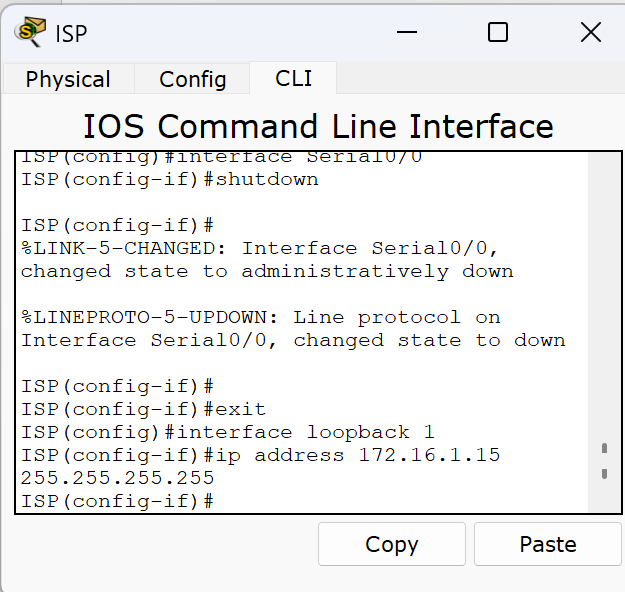 ISP
Physical Config CLI
IOS Command Line Interface
ISP(config)#interface Serial0/0
ISP(config-if)#shutdown
ISP(config-if)#
%LINK-5-CHANGED: Interface Serial0/0,
changed state to administratively down
%LINEPROTO-5-UPDOWN: Line protocol on
Interface Serial0/0, changed state to down
ISP(config-if)#
ISP(config-if)#exit
ISP(config)#interface loopback 1
ISP(config-if)#ip address 172.16.1.15
255.255.255.255
ISP(config-if)#
Copy Paste